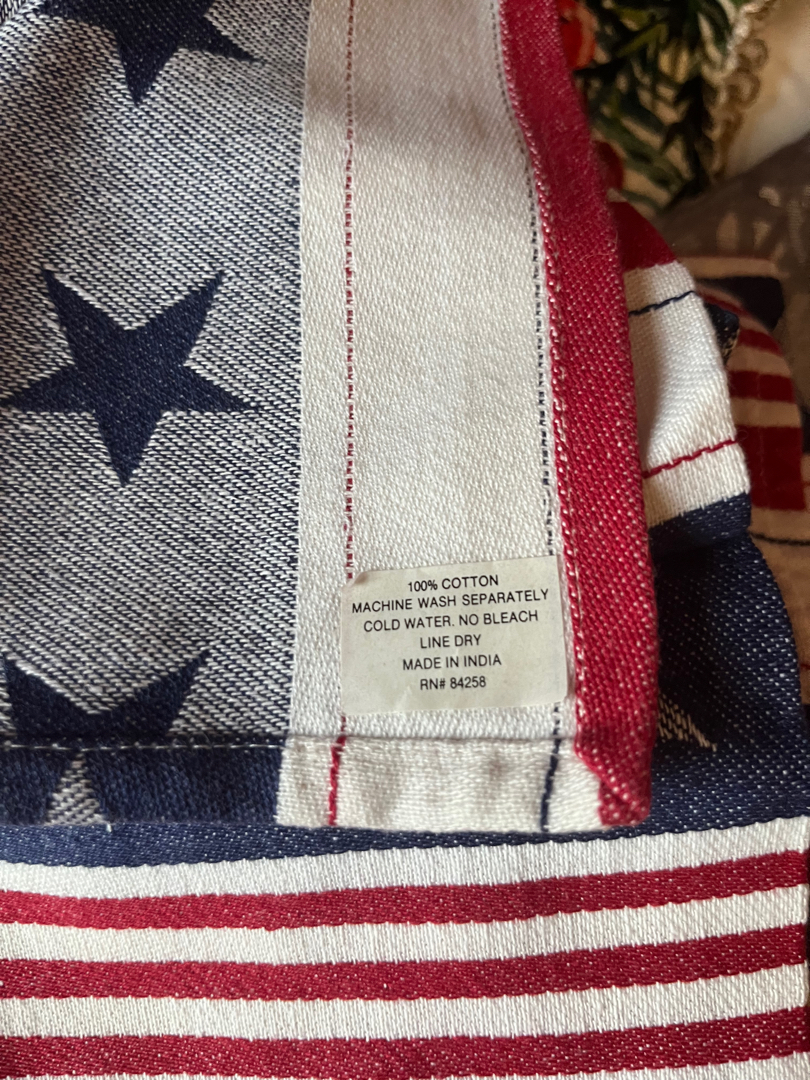 100% COTTON
MACHINE WASH SEPARATELY
COLD WATER. NO BLEACH
LINE DRY
MADE IN INDIA
RN# 84258